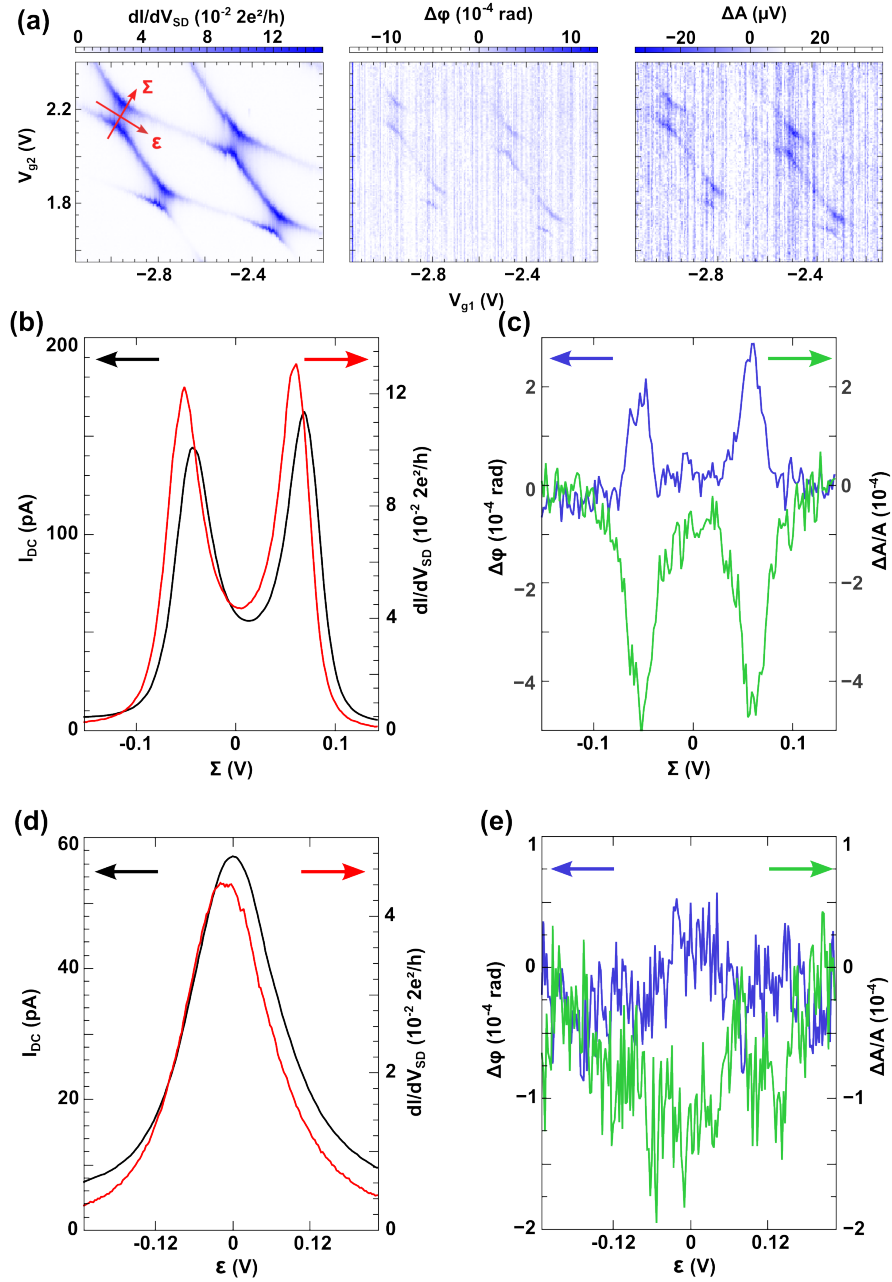 (a)
dI/dV_SD (10⁻² 2e²/h)
0 4 8 12
Δφ (10⁻⁴ rad)
−10 0 10
ΔA (μV)
−20 0 20
Σ
ε
V_g2 (V)
2.2
1.8
−2.8 −2.4
−2.8 −2.4
−2.8 −2.4
V_g1 (V)
(b)
I_DC (pA)
200
100
0
dI/dV_SD (10⁻² 2e²/h)
12
8
4
0
-0.1 0 0.1
Σ (V)
(c)
Δφ (10⁻⁴ rad)
2
0
−2
−4
ΔA/A (10⁻⁴)
2
0
−2
−4
-0.1 0 0.1
Σ (V)
(d)
I_DC (pA)
60
40
20
0
dI/dV_SD (10⁻² 2e²/h)
4
2
0
-0.12 0 0.12
ε (V)
(e)
Δφ (10⁻⁴ rad)
1
0
−1
−2
ΔA/A (10⁻⁴)
1
0
−1
−2
-0.12 0 0.12
ε (V)